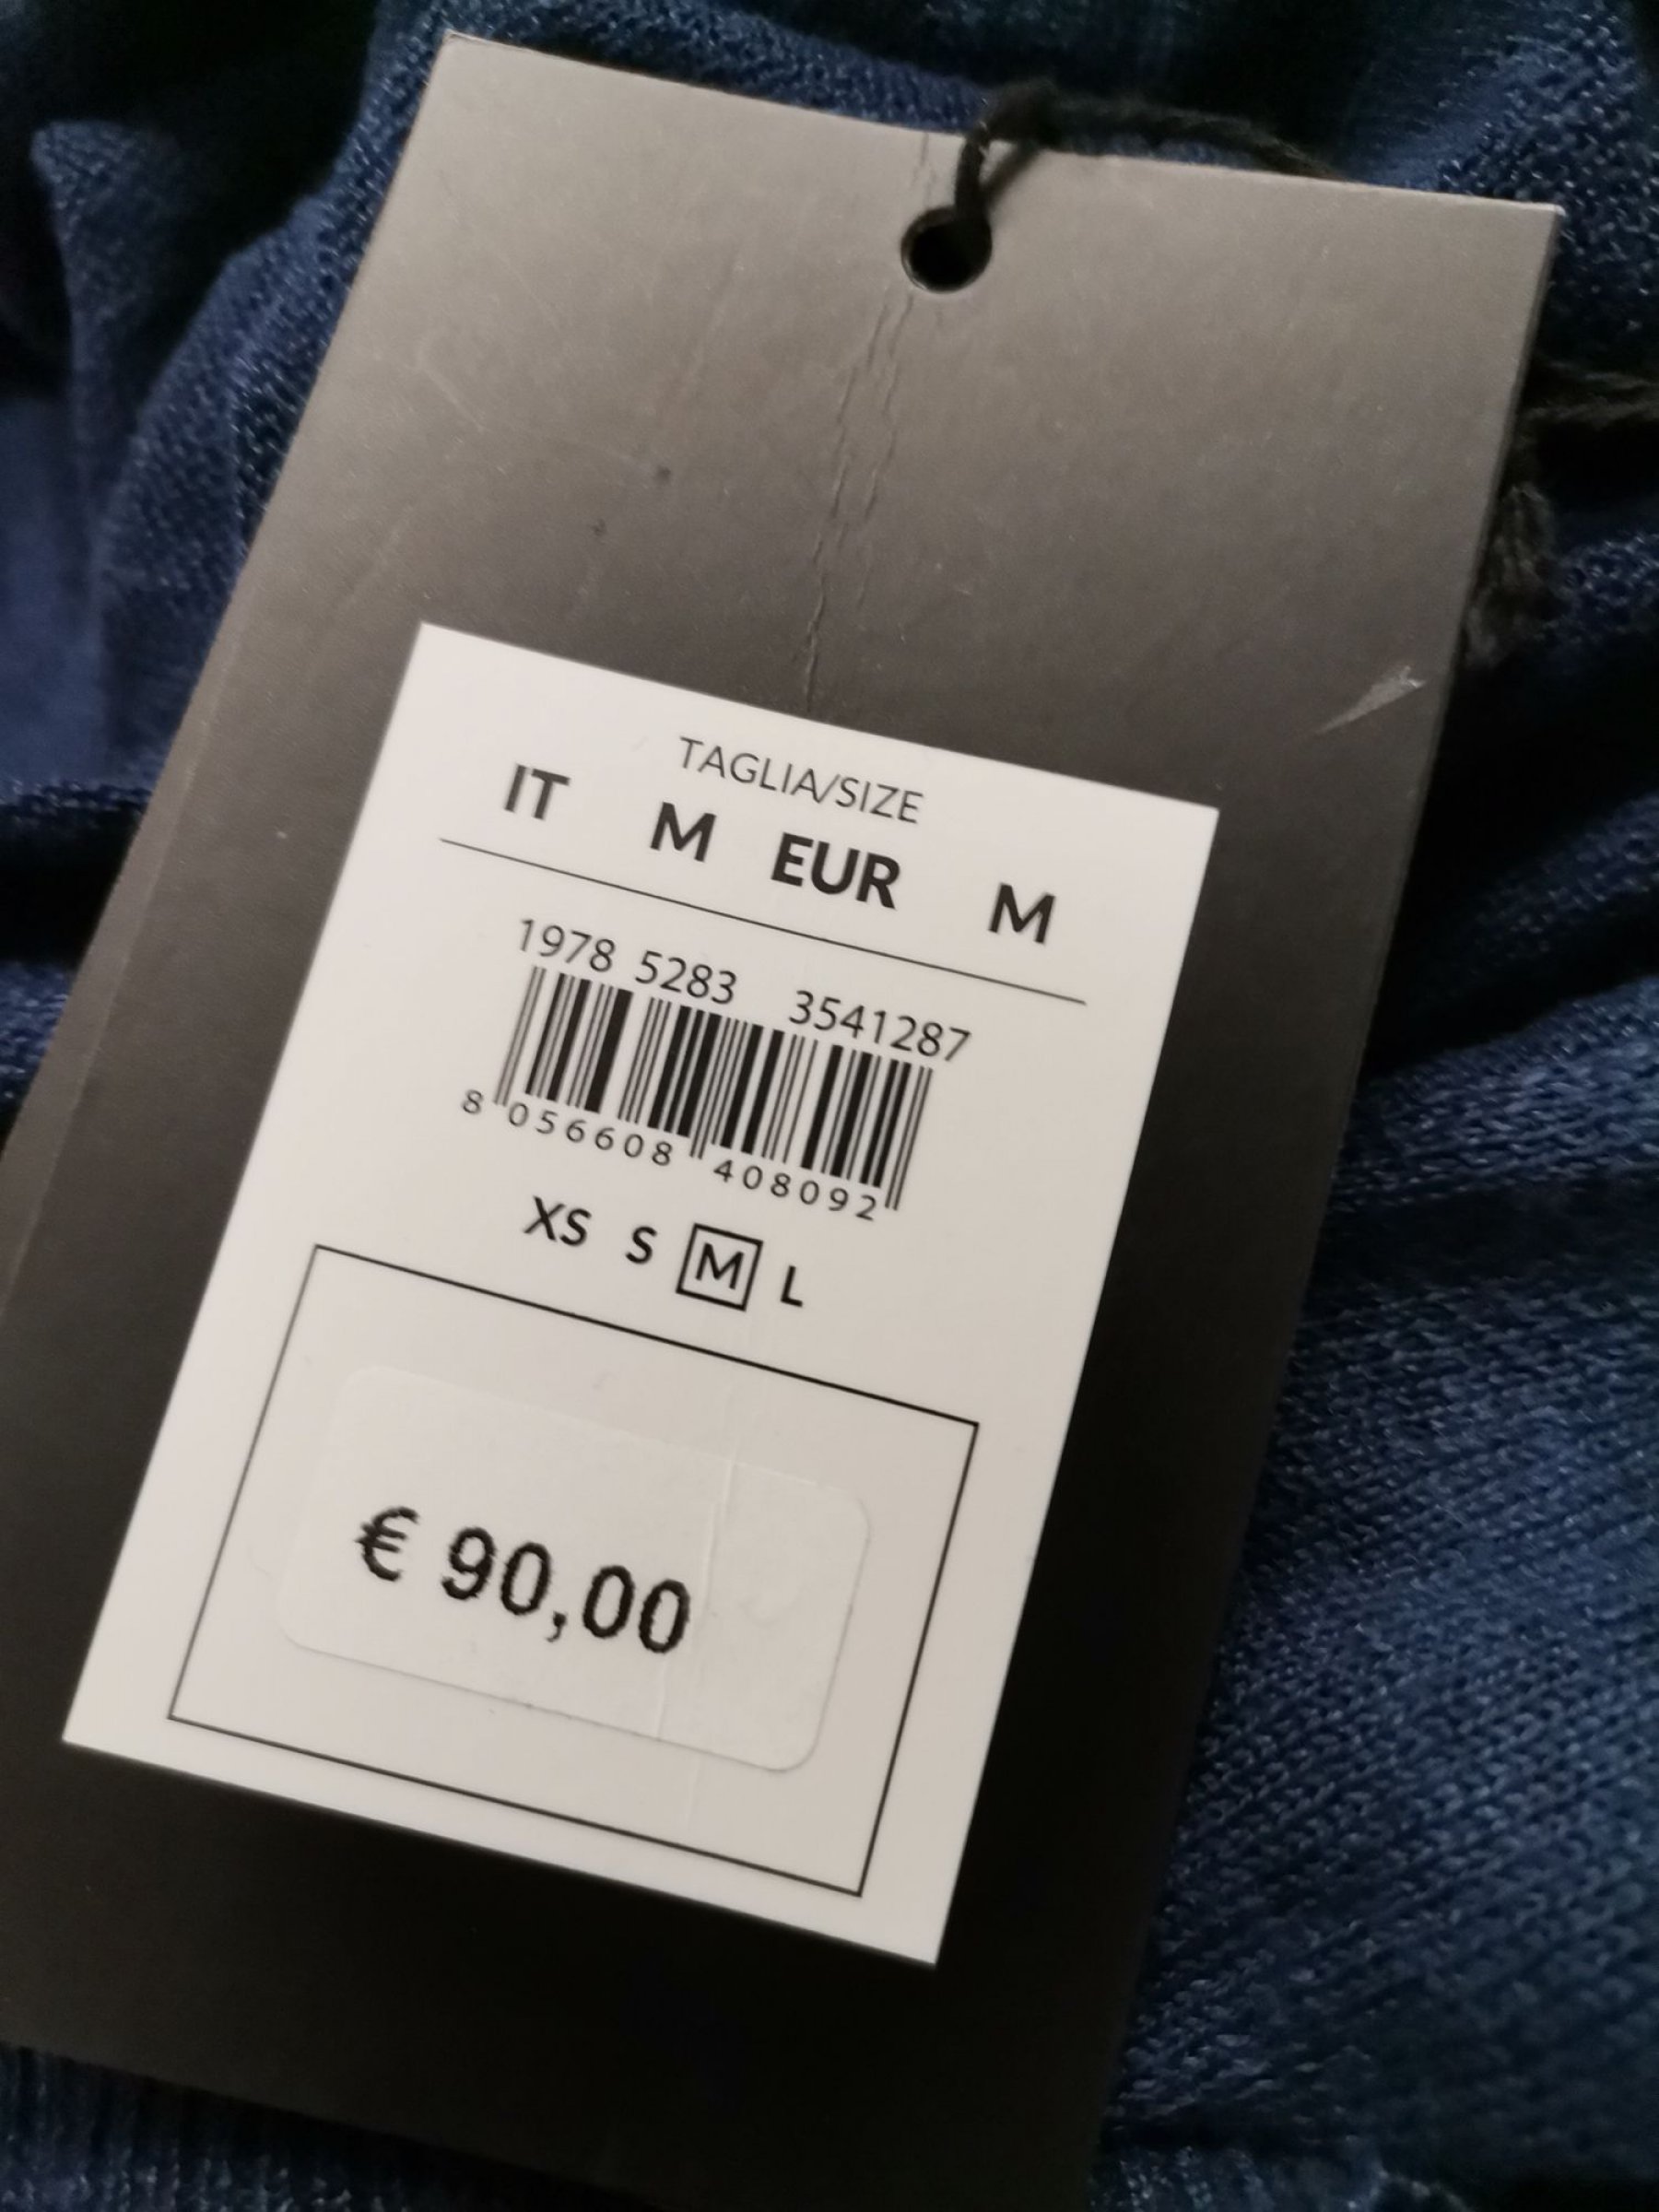 TAGLIA/SIZE
IT M EUR M
1978 5283 3541287
8 056608 408092
XS S M L
€ 90,00